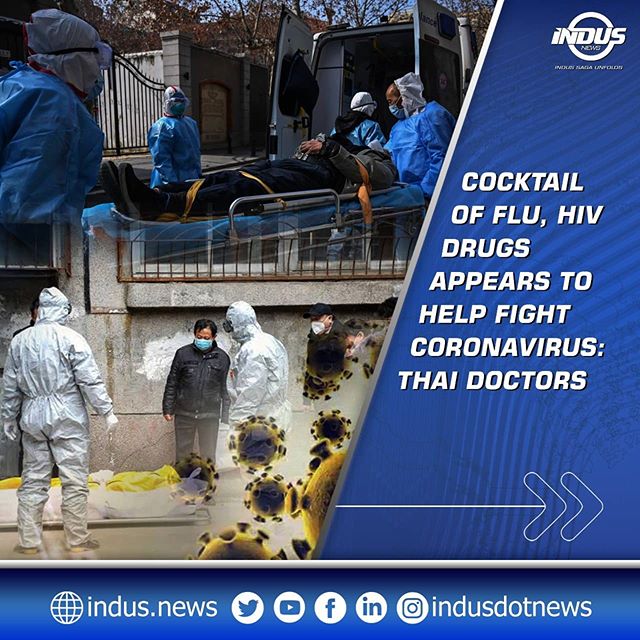 INDUS
NEWS
INDUS SAGA UNFOLDS
COCKTAIL
OF FLU, HIV
DRUGS
APPEARS TO
HELP FIGHT
CORONAVIRUS:
THAI DOCTORS
indus.news
indusdotnews